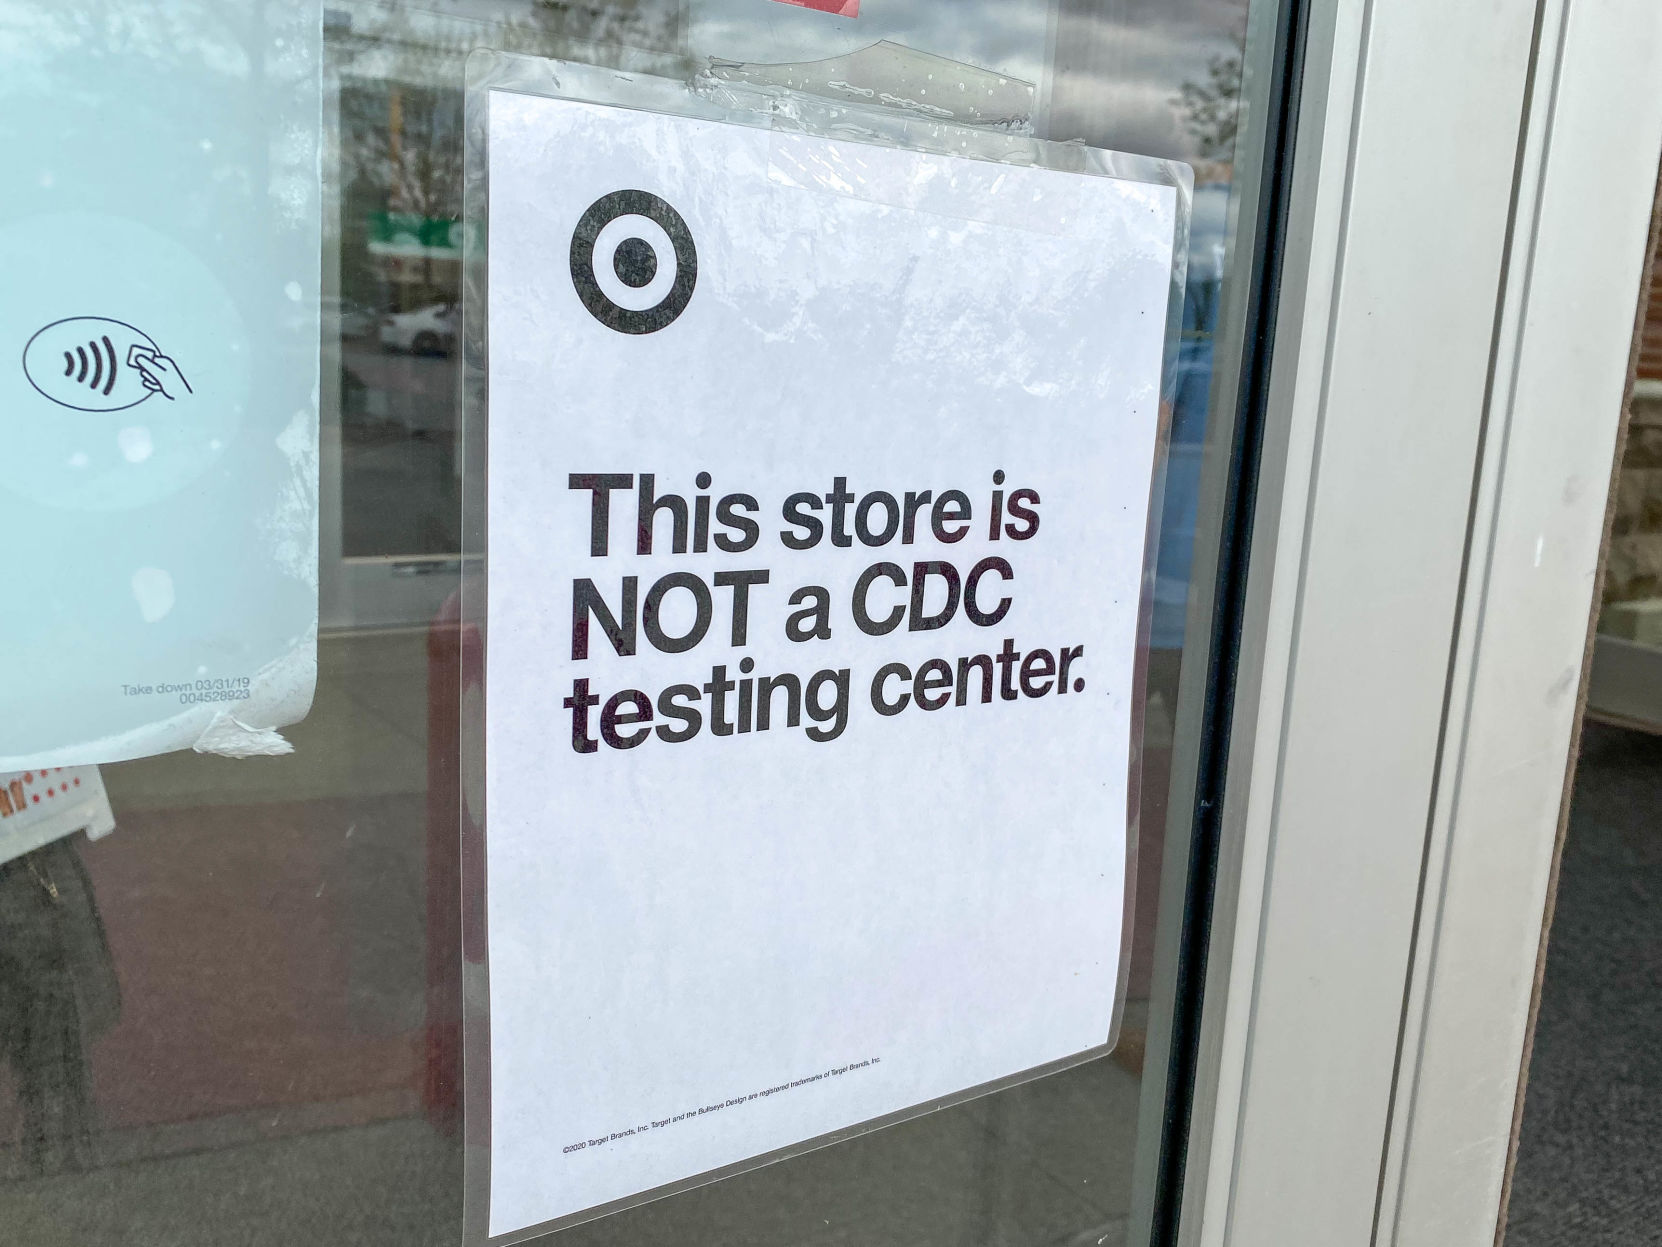 Take down 03/31/19
004528923
This store is
NOT a CDC
testing center.
©2020 Target Brands, Inc. Target and the Bullseye Design are registered trademarks of Target Brands, Inc.